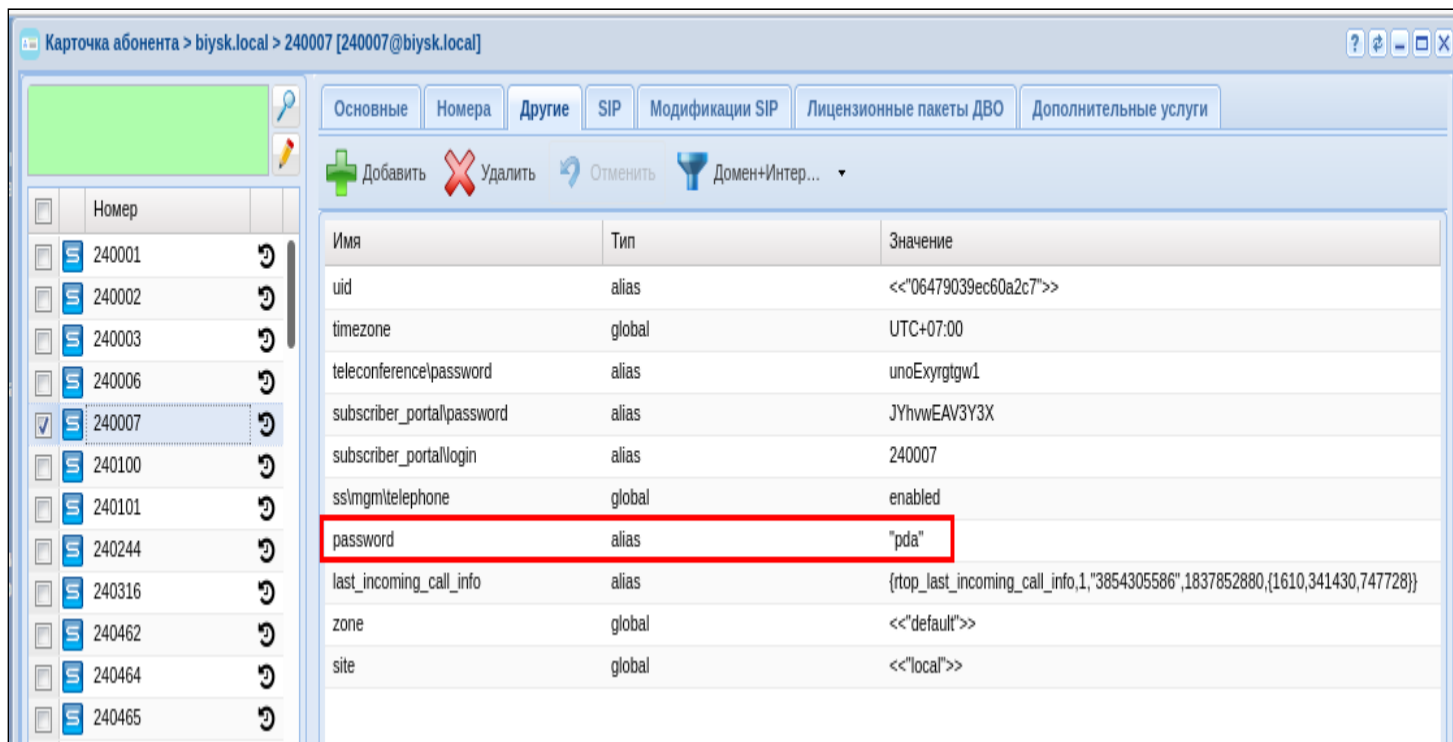 Карточка абонента > biysk.local > 240007 [240007@biysk.local]
Основные Номера Другие SIP Модификации SIP Лицензионные пакеты ДВО Дополнительные услуги
Добавить Удалить Отменить Домен+Интер...
Номер
240001
240002
240003
240006
240007
240100
240101
240244
240316
240462
240464
240465
Имя Тип Значение
uid alias <<"06479039ec60a2c7">>
timezone global UTC+07:00
teleconference\password alias unoExyrgtgw1
subscriber_portal\password alias JYhvwEAV3Y3X
subscriber_portal\login alias 240007
ss\mgm\telephone global enabled
password alias "pda"
last_incoming_call_info alias {rtop_last_incoming_call_info,1,"3854305586",1837852880,{1610,341430,747728}}
zone global <<"default">>
site global <<"local">>